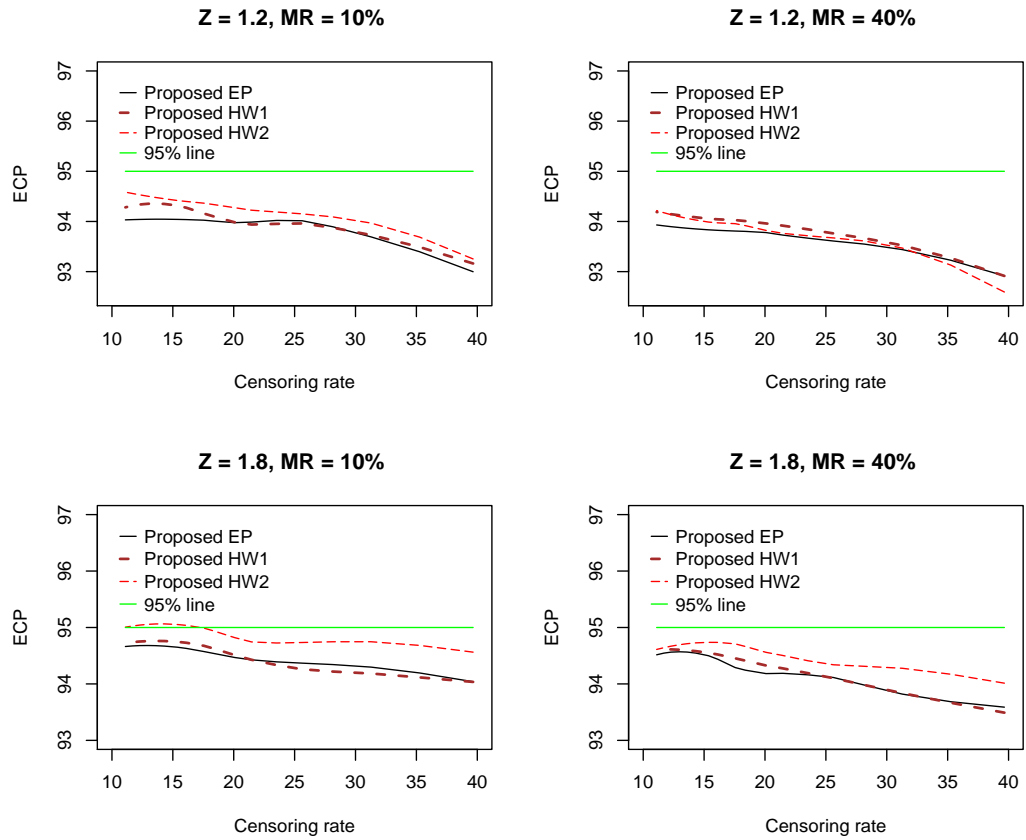 Z = 1.2, MR = 10%
97
96
95
94
93
ECP
Proposed EP
Proposed HW1
Proposed HW2
95% line
10 15 20 25 30 35 40
Censoring rate
Z = 1.2, MR = 40%
97
96
95
94
93
ECP
Proposed EP
Proposed HW1
Proposed HW2
95% line
10 15 20 25 30 35 40
Censoring rate
Z = 1.8, MR = 10%
97
96
95
94
93
ECP
Proposed EP
Proposed HW1
Proposed HW2
95% line
10 15 20 25 30 35 40
Censoring rate
Z = 1.8, MR = 40%
97
96
95
94
93
ECP
Proposed EP
Proposed HW1
Proposed HW2
95% line
10 15 20 25 30 35 40
Censoring rate